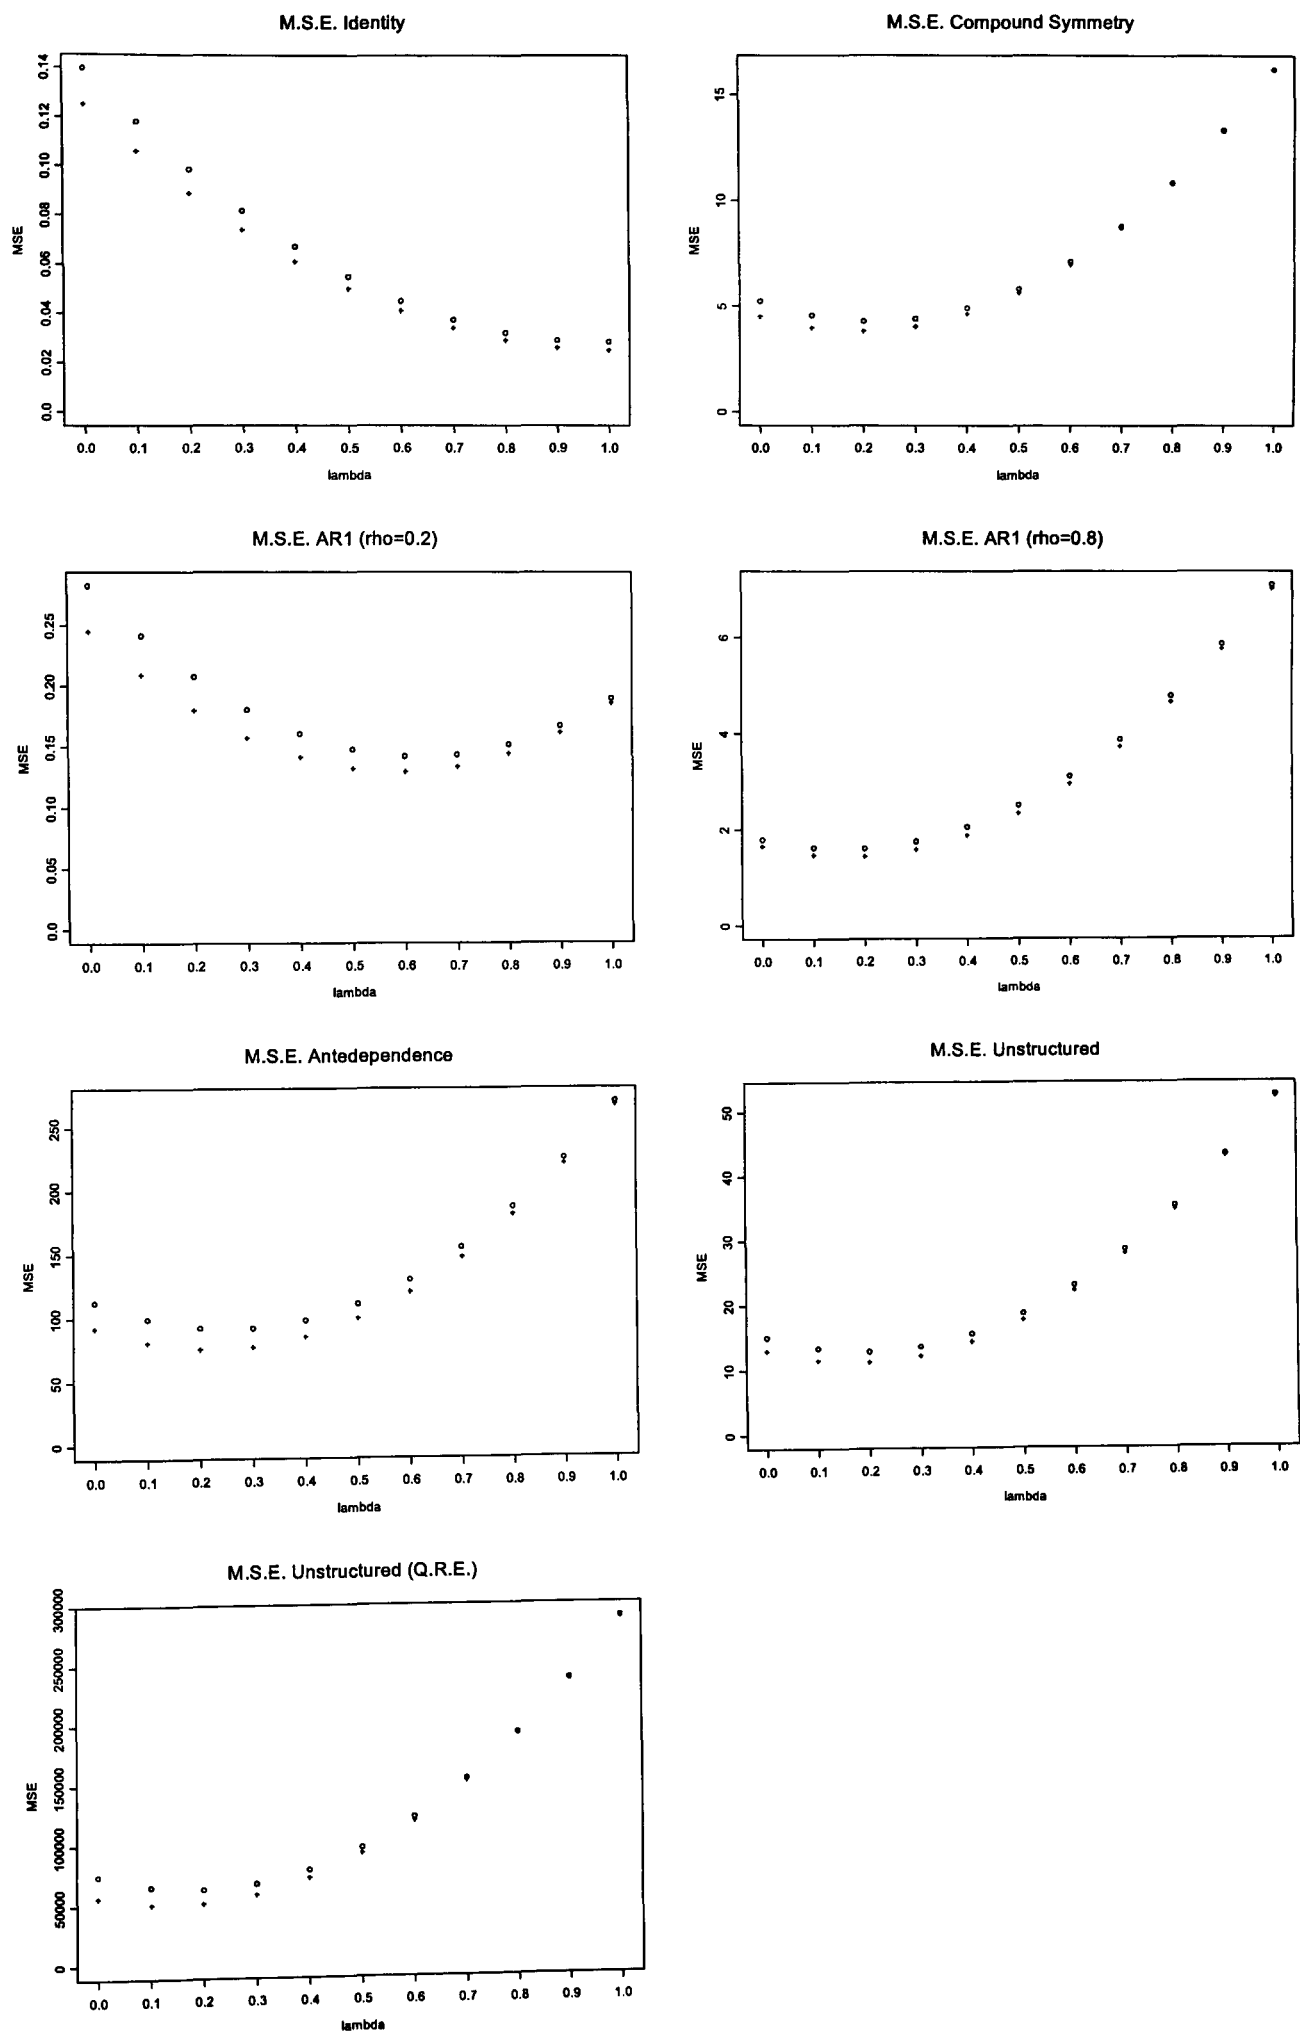 M.S.E. Identity
MSE
0.14
0.12
0.10
0.08
0.06
0.04
0.02
0.0
0.0 0.1 0.2 0.3 0.4 0.5 0.6 0.7 0.8 0.9 1.0
lambda
M.S.E. Compound Symmetry
MSE
15
10
5
0
0.0 0.1 0.2 0.3 0.4 0.5 0.6 0.7 0.8 0.9 1.0
lambda
M.S.E. AR1 (rho=0.2)
MSE
0.25
0.20
0.15
0.10
0.05
0.0
0.0 0.1 0.2 0.3 0.4 0.5 0.6 0.7 0.8 0.9 1.0
lambda
M.S.E. AR1 (rho=0.8)
MSE
6
4
2
0
0.0 0.1 0.2 0.3 0.4 0.5 0.6 0.7 0.8 0.9 1.0
lambda
M.S.E. Antedependence
MSE
250
200
150
100
50
0
0.0 0.1 0.2 0.3 0.4 0.5 0.6 0.7 0.8 0.9 1.0
lambda
M.S.E. Unstructured
MSE
50
40
30
20
10
0
0.0 0.1 0.2 0.3 0.4 0.5 0.6 0.7 0.8 0.9 1.0
lambda
M.S.E. Unstructured (Q.R.E.)
MSE
300000
250000
200000
150000
100000
50000
0
0.0 0.1 0.2 0.3 0.4 0.5 0.6 0.7 0.8 0.9 1.0
lambda